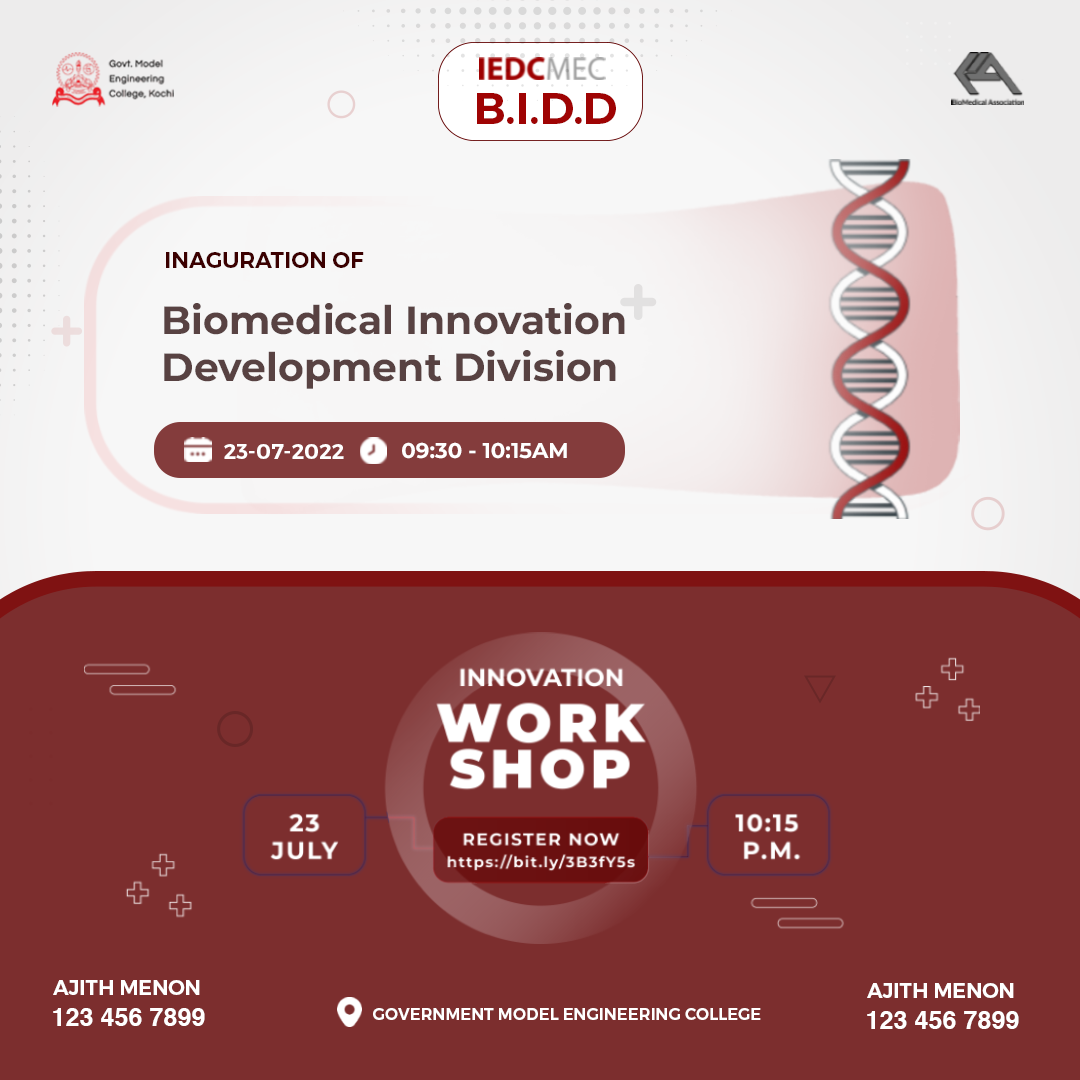 Govt. Model
Engineering
College, Kochi
IEDCMEC
B.I.D.D
BioMedical Association
INAGURATION OF
Biomedical Innovation
Development Division
23-07-2022 09:30 - 10:15AM
INNOVATION
WORK
SHOP
23
JULY
REGISTER NOW
https://bit.ly/3B3fY5s
10:15
P.M.
AJITH MENON
123 456 7899
GOVERNMENT MODEL ENGINEERING COLLEGE
AJITH MENON
123 456 7899